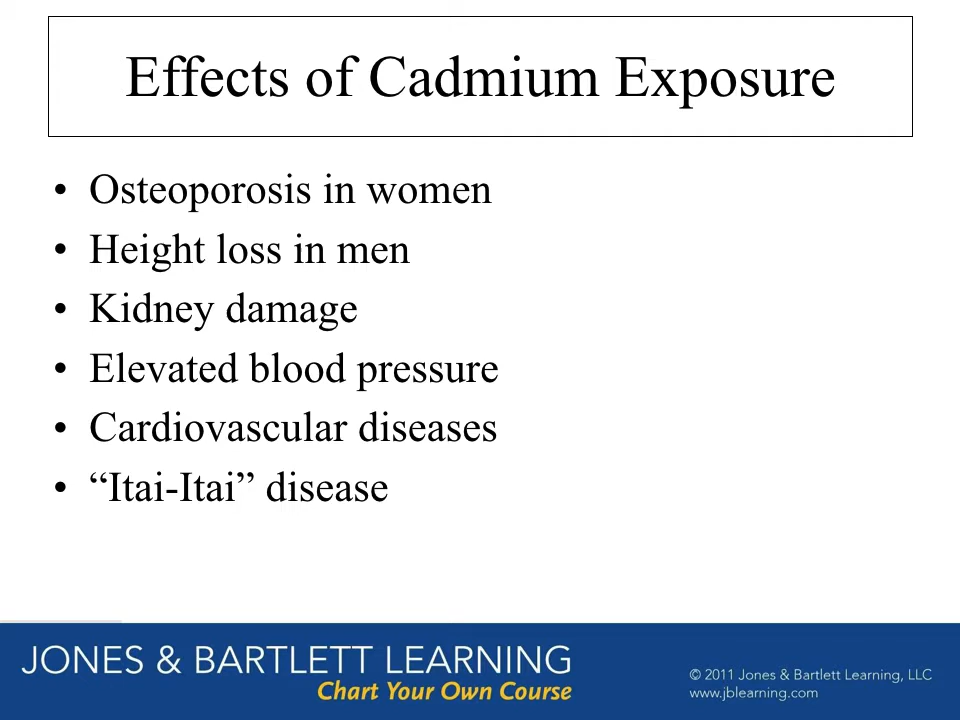 Effects of Cadmium Exposure
• Osteoporosis in women
• Height loss in men
• Kidney damage
• Elevated blood pressure
• Cardiovascular diseases
• “Itai-Itai” disease
JONES & BARTLETT LEARNING
Chart Your Own Course
© 2011 Jones & Bartlett Learning, LLC
www.jblearning.com